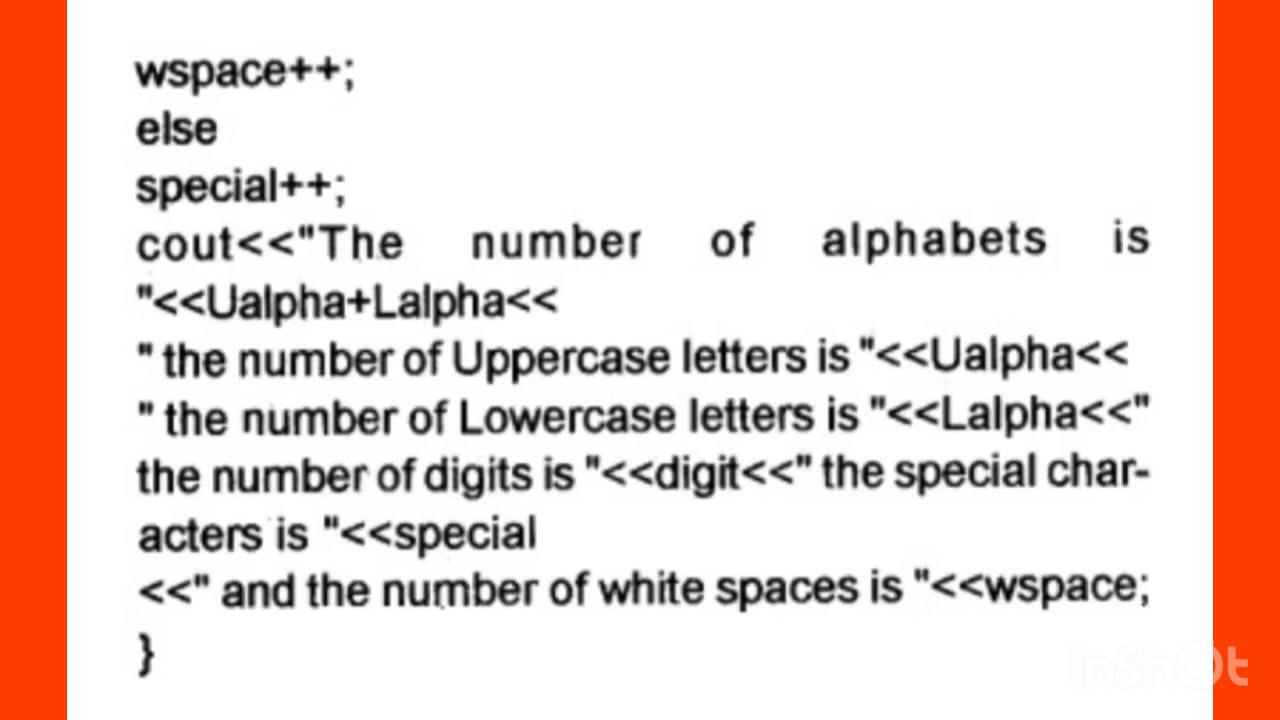 wspace++;
else
special++;
cout<<"The number of alphabets is
"<<Ualpha+Lalpha<<
" the number of Uppercase letters is "<<Ualpha<<
" the number of Lowercase letters is "<<Lalpha<<"
the number of digits is "<<digit<<" the special char-
acters is "<<special
<<" and the number of white spaces is "<<wspace;
}
InShOt